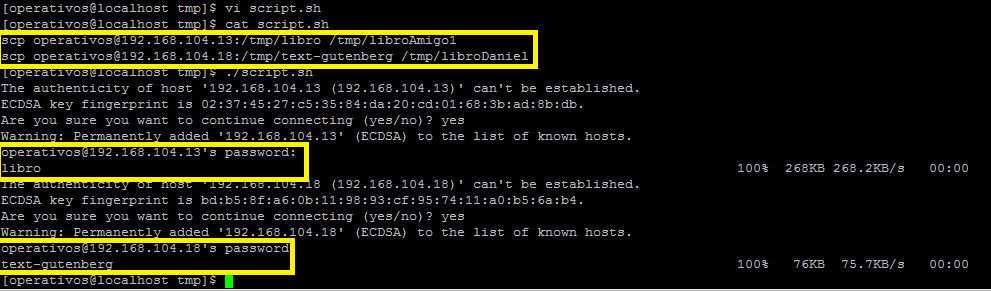 [operativos@localhost tmp]$ vi script.sh
[operativos@localhost tmp]$ cat script.sh
scp operativos@192.168.104.13:/tmp/libro /tmp/libroAmigo1
scp operativos@192.168.104.18:/tmp/text-gutenberg /tmp/libroDaniel
[operativos@localhost tmp]$ ./script.sh
The authenticity of host '192.168.104.13 (192.168.104.13)' can't be established.
ECDSA key fingerprint is 02:37:45:27:c5:35:84:da:20:cd:01:68:3b:ad:8b:db.
Are you sure you want to continue connecting (yes/no)? yes
Warning: Permanently added '192.168.104.13' (ECDSA) to the list of known hosts.
operativos@192.168.104.13's password:
libro 100% 268KB 268.2KB/s 00:00
The authenticity of host '192.168.104.18 (192.168.104.18)' can't be established.
ECDSA key fingerprint is bd:b5:8f:a6:0b:11:98:93:cf:95:74:11:a0:b5:6a:b4.
Are you sure you want to continue connecting (yes/no)? yes
Warning: Permanently added '192.168.104.18' (ECDSA) to the list of known hosts.
operativos@192.168.104.18's password
text-gutenberg 100% 76KB 75.7KB/s 00:00
[operativos@localhost tmp]$